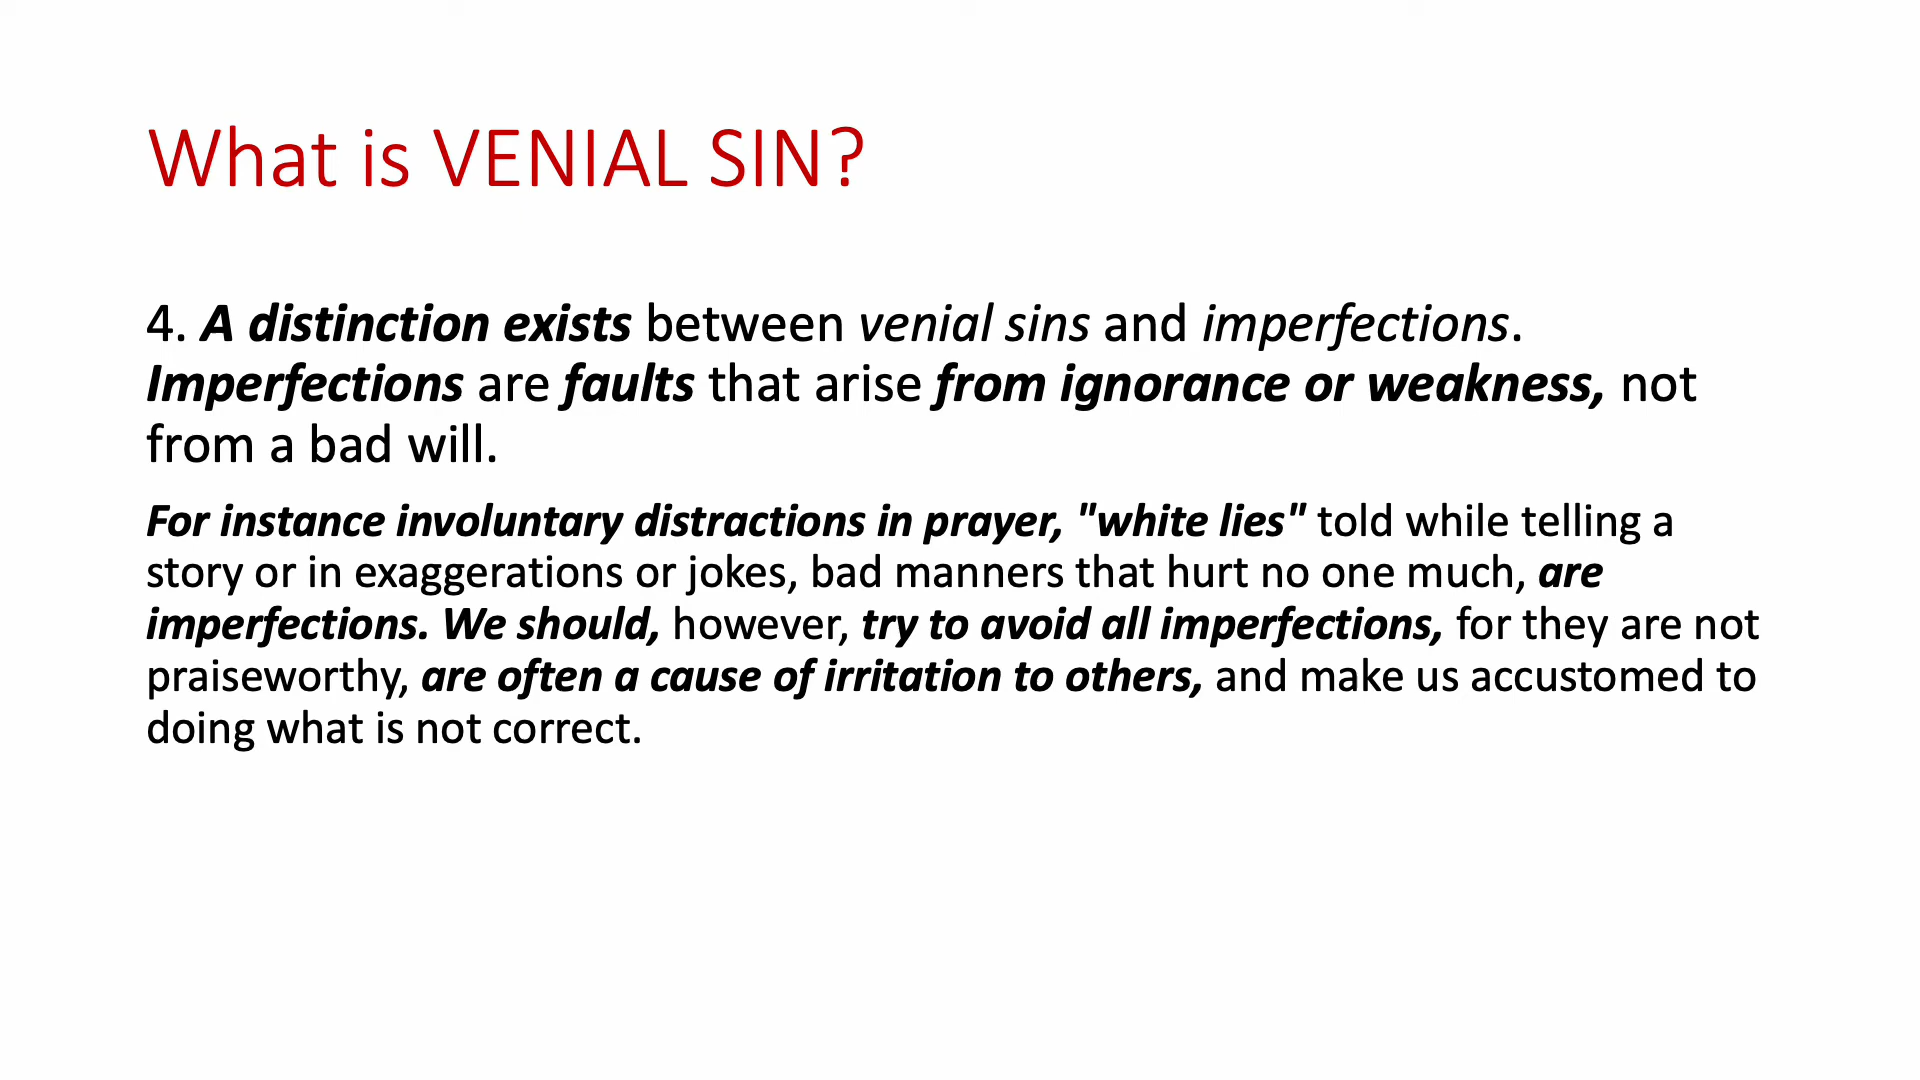 What is VENIAL SIN?
4. A distinction exists between venial sins and imperfections.
Imperfections are faults that arise from ignorance or weakness, not
from a bad will.
For instance involuntary distractions in prayer, "white lies" told while telling a
story or in exaggerations or jokes, bad manners that hurt no one much, are
imperfections. We should, however, try to avoid all imperfections, for they are not
praiseworthy, are often a cause of irritation to others, and make us accustomed to
doing what is not correct.